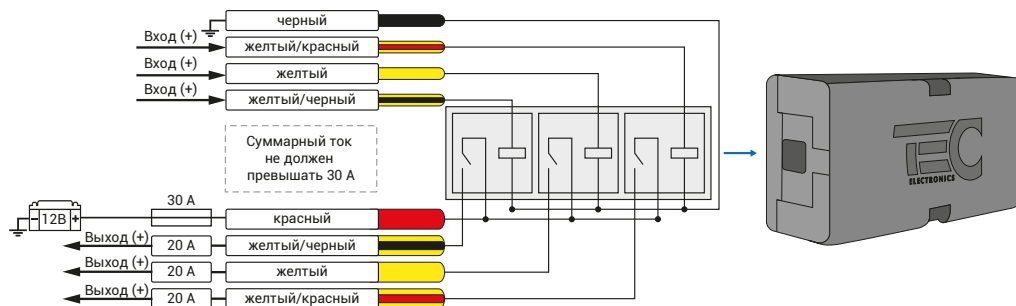 черный
Вход (+)
желтый/красный
Вход (+)
желтый
Вход (+)
желтый/черный
Суммарный ток
не должен
превышать 30 А
TEC
ELECTRONICS
30 А
- 12В +
красный
Выход (+)
20 А
желтый/черный
Выход (+)
20 А
желтый
Выход (+)
20 А
желтый/красный